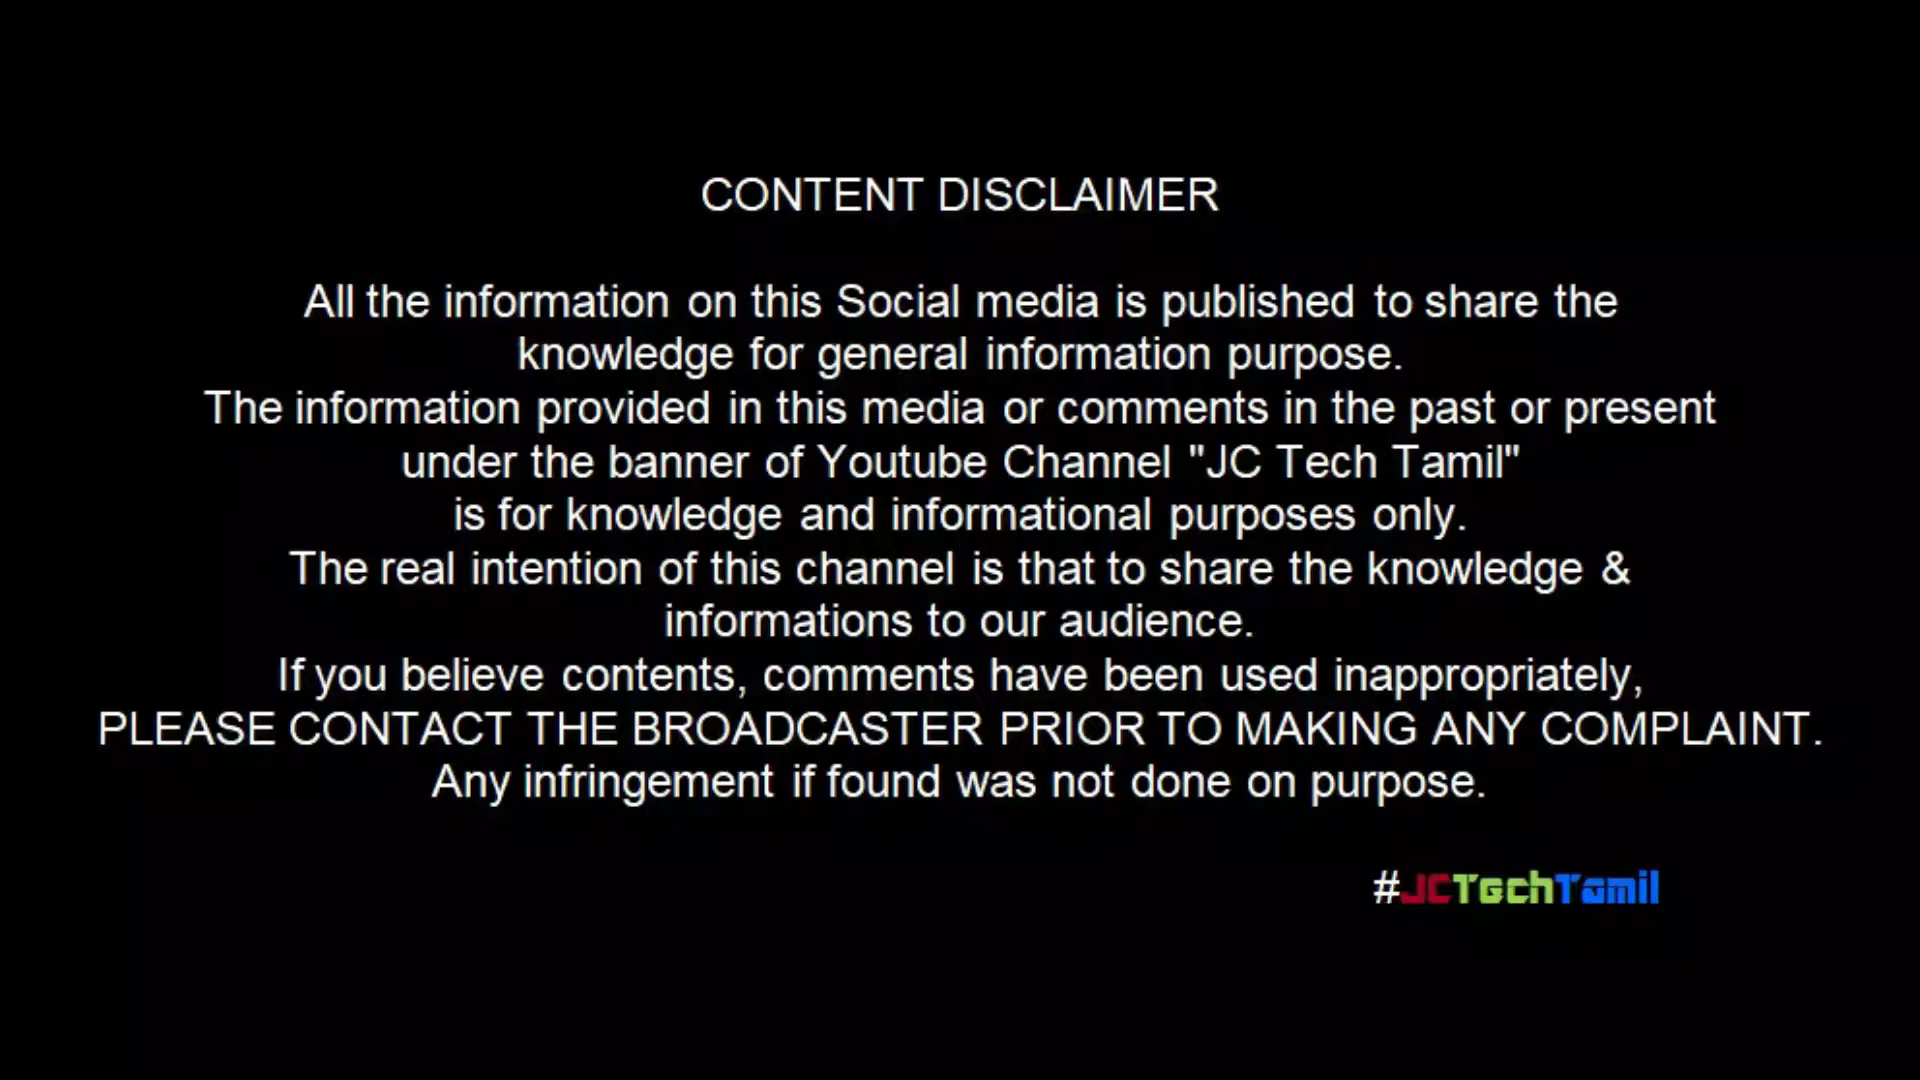 CONTENT DISCLAIMER
All the information on this Social media is published to share the
knowledge for general information purpose.
The information provided in this media or comments in the past or present
under the banner of Youtube Channel "JC Tech Tamil"
is for knowledge and informational purposes only.
The real intention of this channel is that to share the knowledge &
informations to our audience.
If you believe contents, comments have been used inappropriately,
PLEASE CONTACT THE BROADCASTER PRIOR TO MAKING ANY COMPLAINT.
Any infringement if found was not done on purpose.
#JCTechTamil